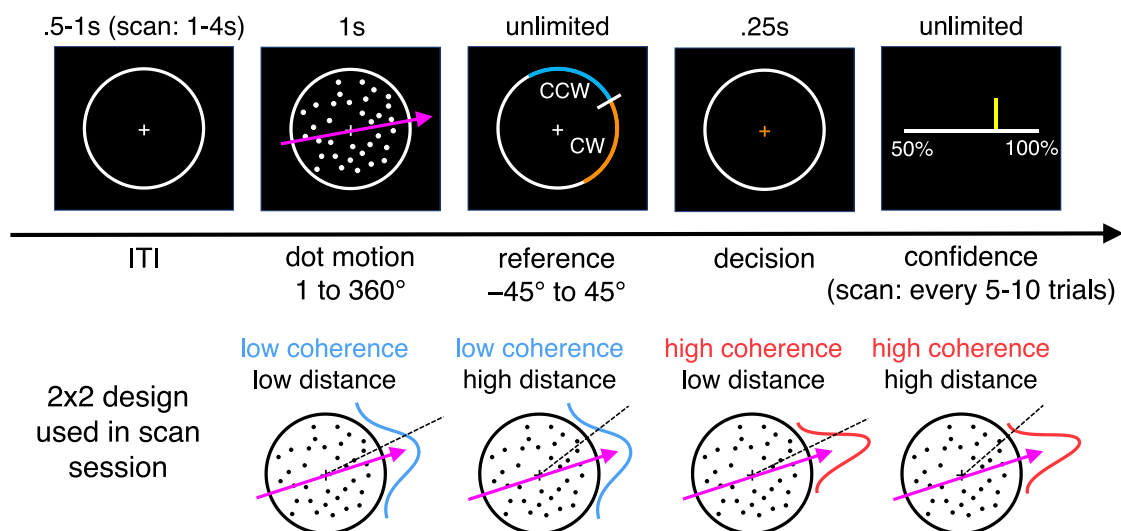 .5-1s (scan: 1-4s)
1s
unlimited
.25s
unlimited
CCW
CW
50%
100%
ITI
dot motion
1 to 360°
reference
–45° to 45°
decision
confidence
(scan: every 5-10 trials)
2x2 design
used in scan
session
low coherence
low distance
low coherence
high distance
high coherence
low distance
high coherence
high distance